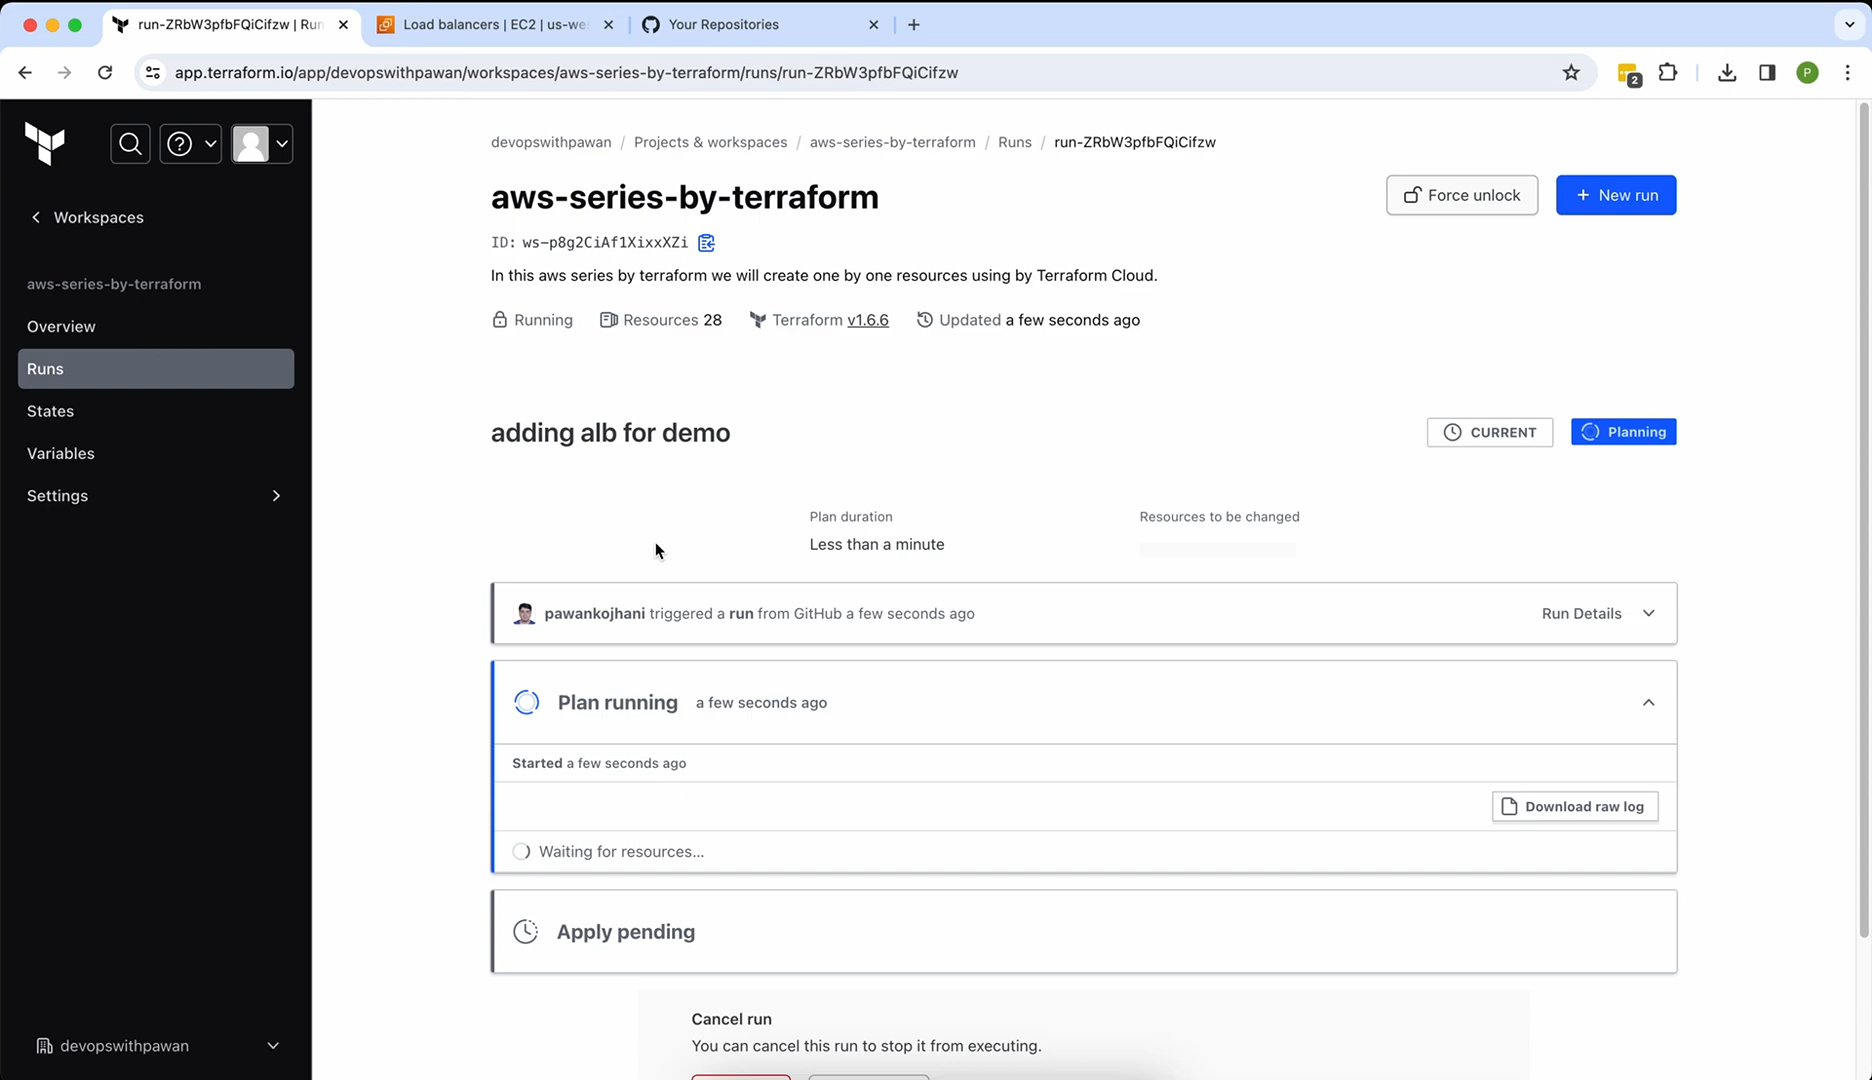 run-ZRbW3pfbFQiCifzw | Run
Load balancers | EC2 | us-we
Your Repositories
app.terraform.io/app/devopswithpawan/workspaces/aws-series-by-terraform/runs/run-ZRbW3pfbFQiCifzw
2
P
devopswithpawan / Projects & workspaces / aws-series-by-terraform / Runs / run-ZRbW3pfbFQiCifzw
aws-series-by-terraform
Force unlock
+ New run
ID: ws-p8g2CiAf1XixxXZi
In this aws series by terraform we will create one by one resources using by Terraform Cloud.
Running
Resources 28
Terraform v1.6.6
Updated a few seconds ago
Workspaces
aws-series-by-terraform
Overview
Runs
States
Variables
Settings
devopswithpawan
adding alb for demo
CURRENT
Planning
Plan duration
Less than a minute
Resources to be changed
pawankojhani triggered a run from GitHub a few seconds ago
Run Details
Plan running a few seconds ago
Started a few seconds ago
Download raw log
Waiting for resources...
Apply pending
Cancel run
You can cancel this run to stop it from executing.